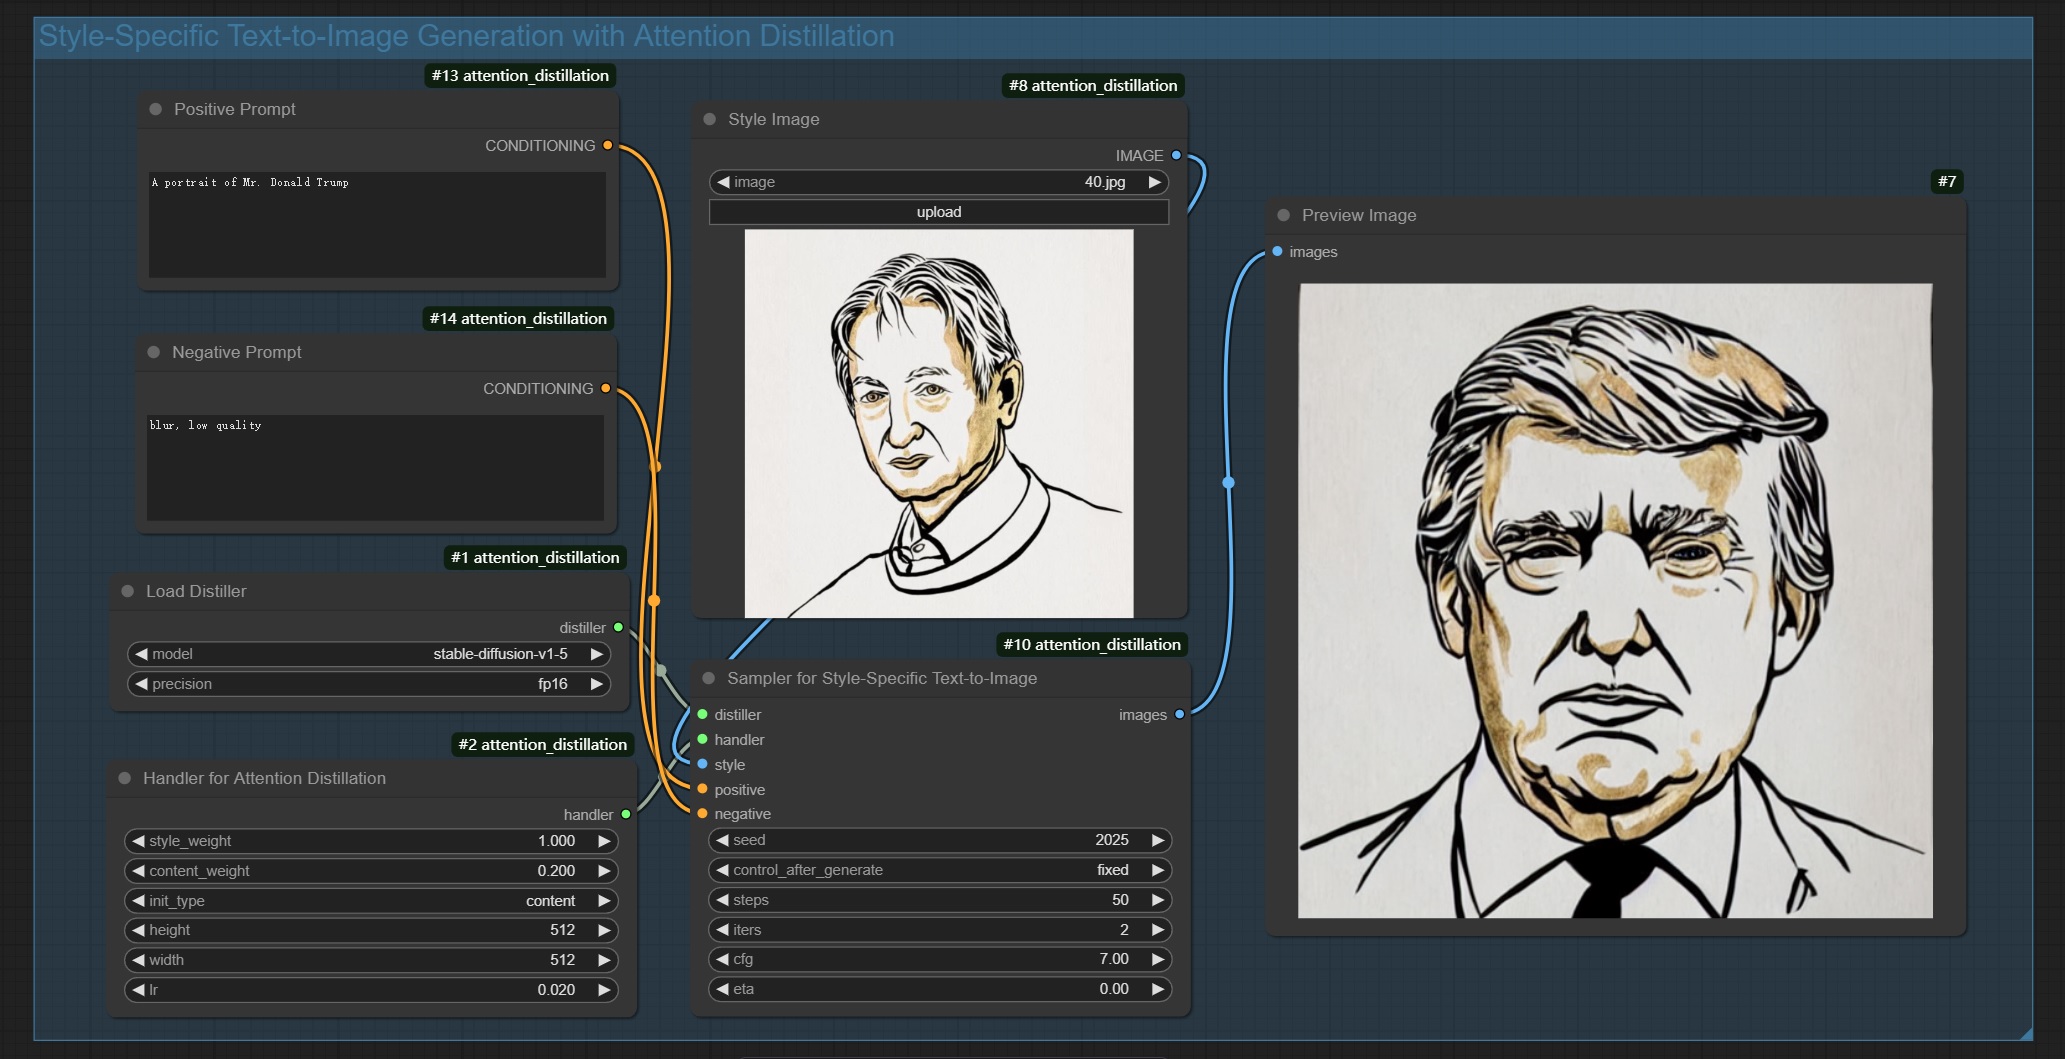 Style-Specific Text-to-Image Generation with Attention Distillation
#13 attention_distillation
Positive Prompt
CONDITIONING
A portrait of Mr. Donald Trump
#14 attention_distillation
Negative Prompt
CONDITIONING
blur, low quality
#1 attention_distillation
Load Distiller
distiller
model stable-diffusion-v1-5
precision fp16
#2 attention_distillation
Handler for Attention Distillation
handler
style_weight 1.000
content_weight 0.200
init_type content
height 512
width 512
lr 0.020
#8 attention_distillation
Style Image
IMAGE
image 40.jpg
upload
#10 attention_distillation
Sampler for Style-Specific Text-to-Image
distiller images
handler
style
positive
negative
seed 2025
control_after_generate fixed
steps 50
iters 2
cfg 7.00
eta 0.00
#7
Preview Image
images